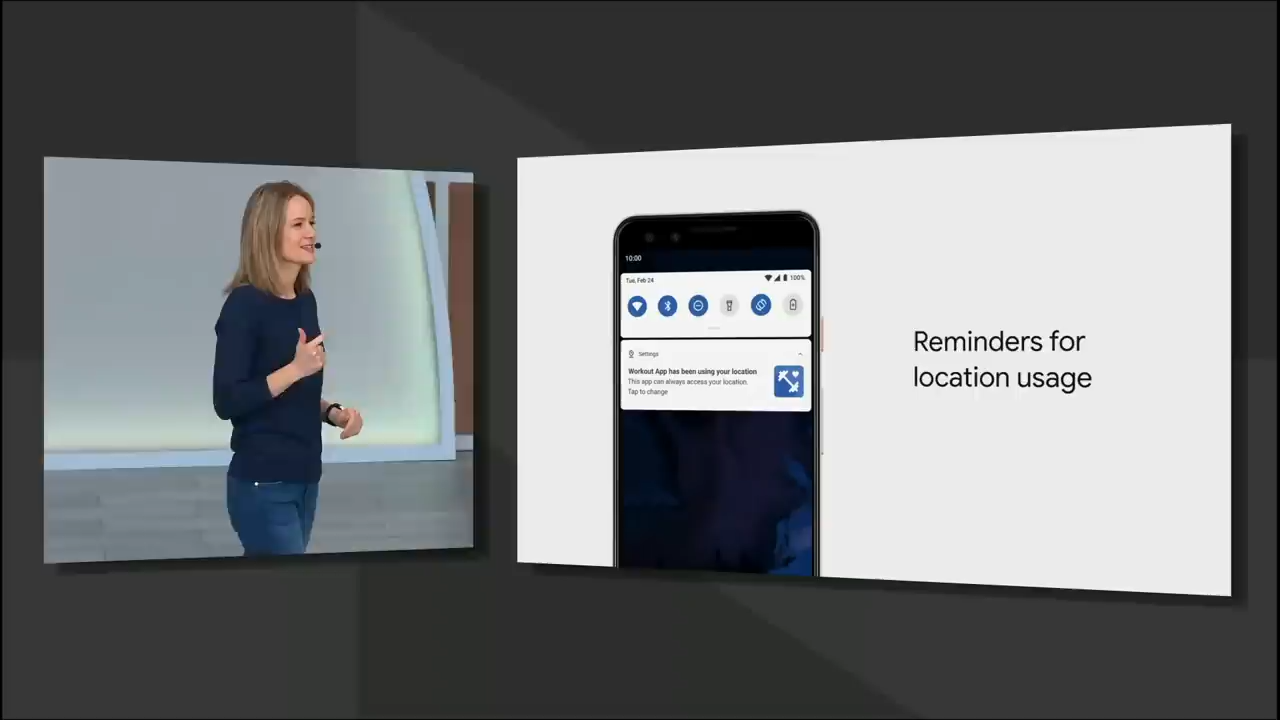 10:00
Tue, Feb 24
100%
Settings
Workout App has been using your location
This app can always access your location.
Tap to change
Reminders for
location usage